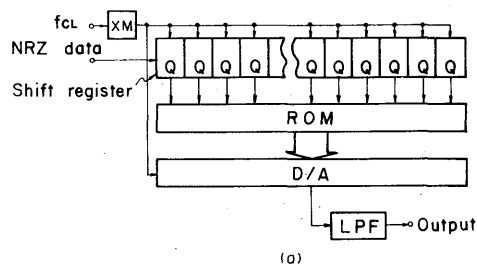 fCL XM
NRZ data
Q Q Q Q Q Q Q Q Q Q
Shift register
ROM
D/A
LPF Output
(a)